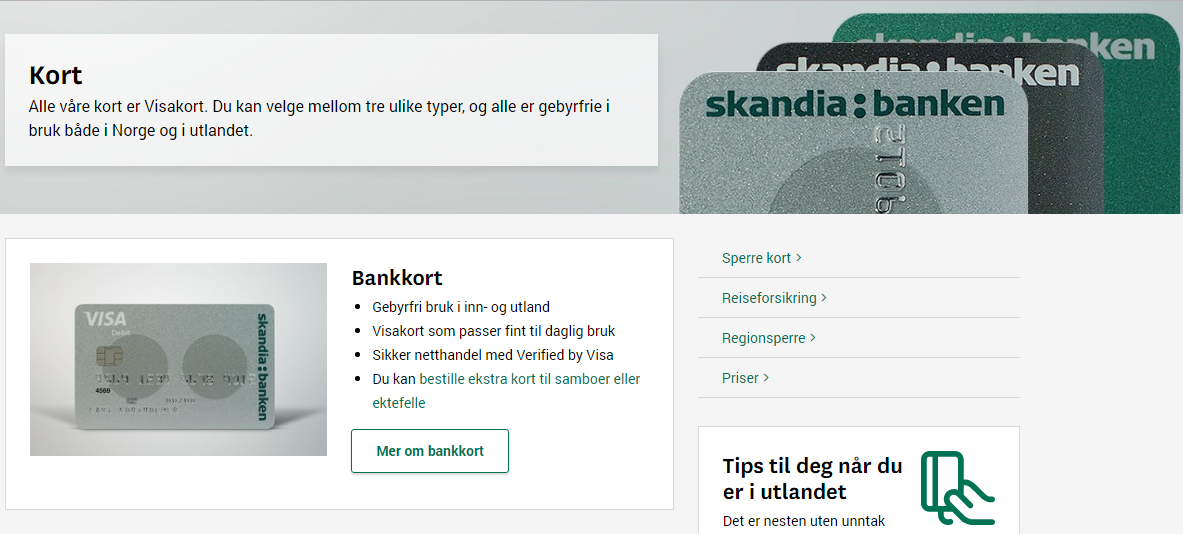 Kort
Alle våre kort er Visakort. Du kan velge mellom tre ulike typer, og alle er gebyrfrie i
bruk både i Norge og i utlandet.
skandia:banken
skandia:banken
skandia:banken
Bankkort
Gebyrfri bruk i inn- og utland
Visakort som passer fint til daglig bruk
Sikker netthandel med Verified by Visa
Du kan bestille ekstra kort til samboer eller
ektefelle
Mer om bankkort
VISA
Debit
skandia:banken
4569
Sperre kort >
Reiseforsikring >
Regionsperre >
Priser >
Tips til deg når du
er i utlandet
Det er nesten uten unntak